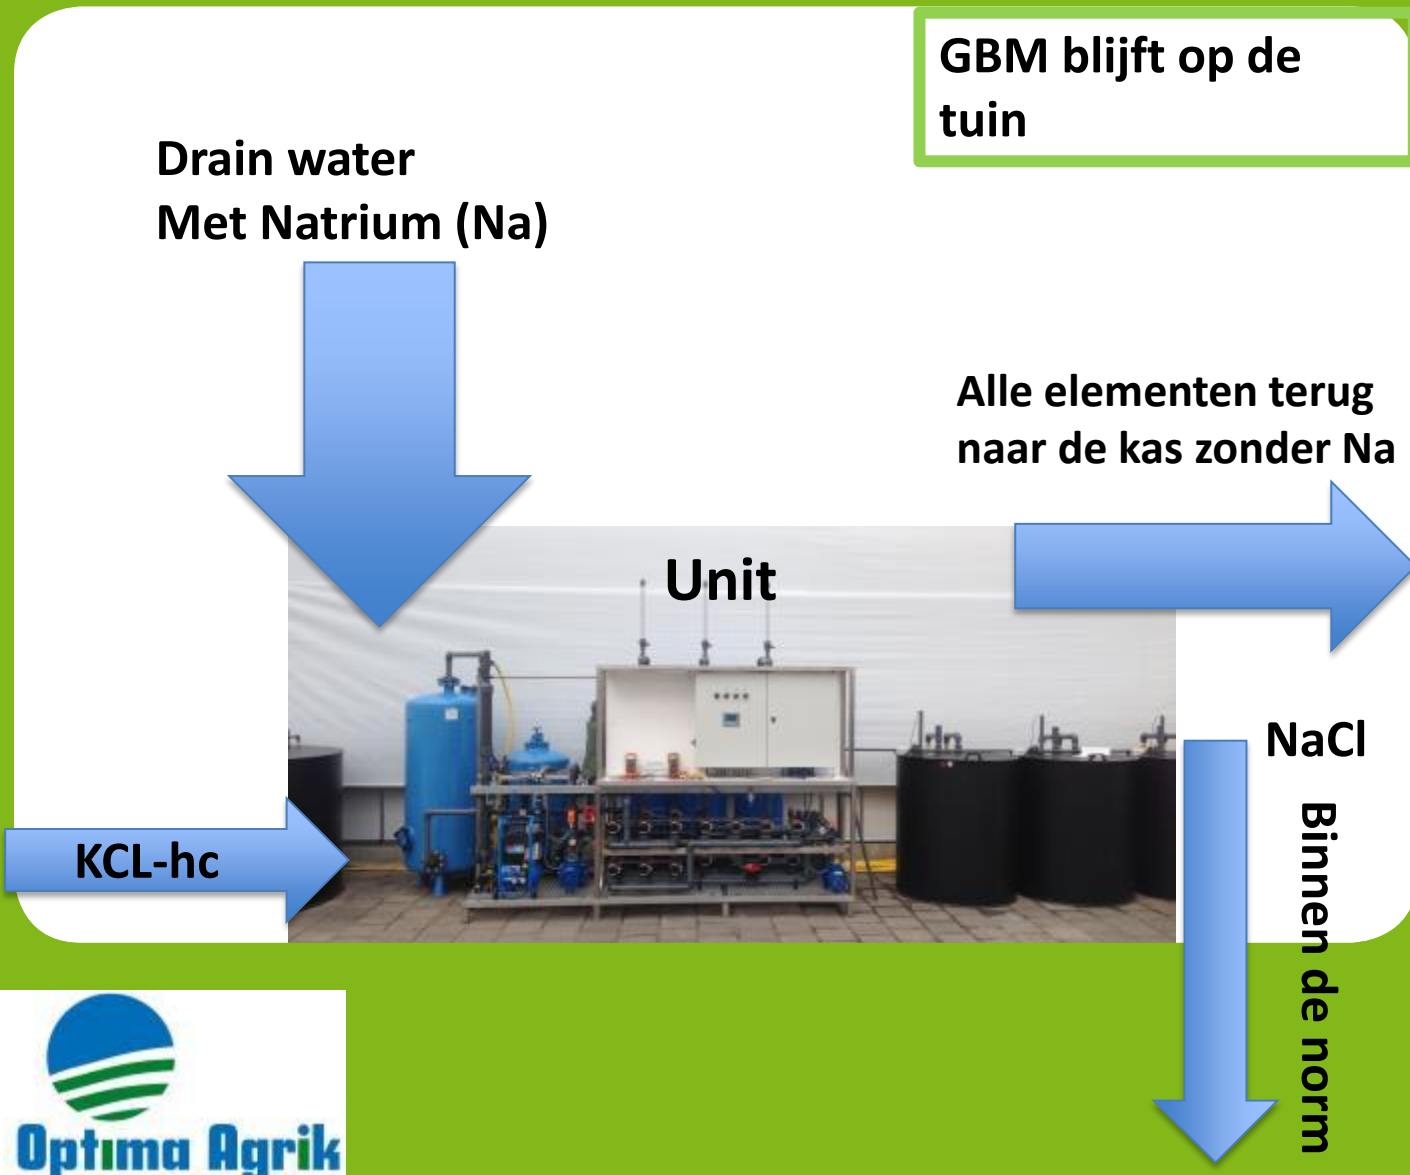 GBM blijft op de
tuin
Drain water
Met Natrium (Na)
Alle elementen terug
naar de kas zonder Na
Unit
NaCl
Binnen de norm
KCL-hc
Optima Agrik